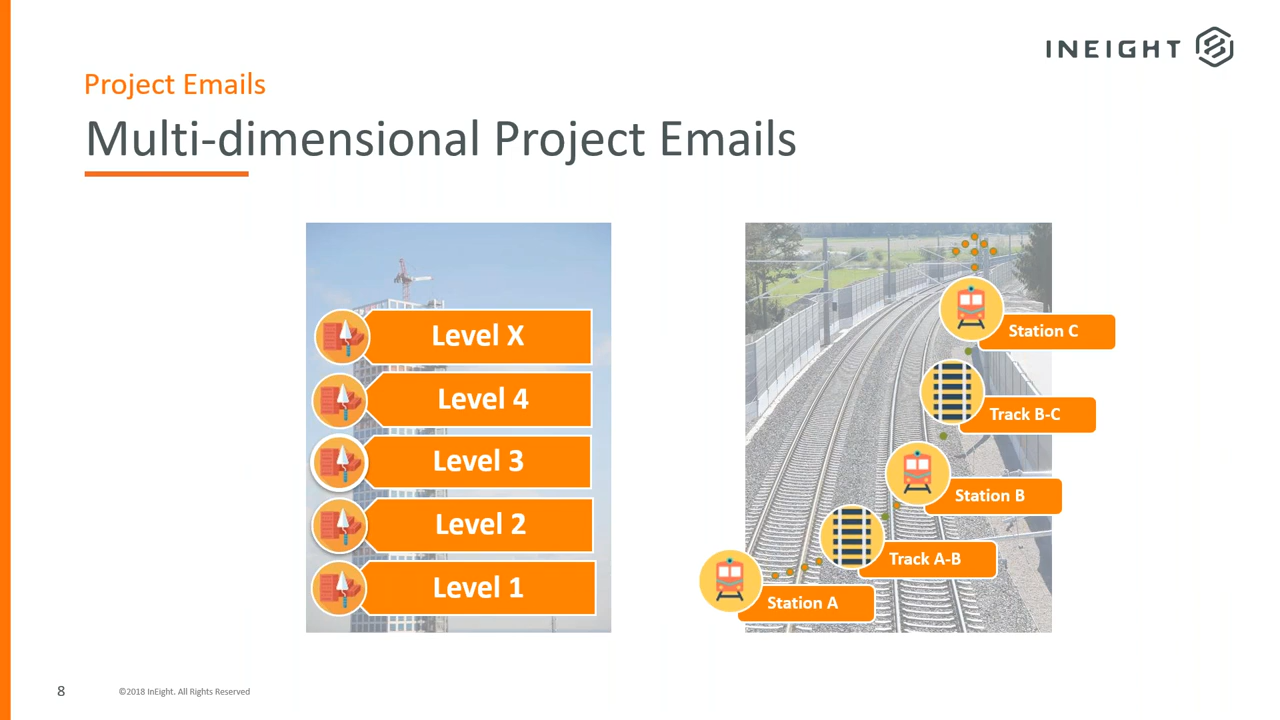 INEIGHT
Project Emails
Multi-dimensional Project Emails
Level X
Level 4
Level 3
Level 2
Level 1
Station C
Track B-C
Station B
Track A-B
Station A
8
©2018 InEight. All Rights Reserved